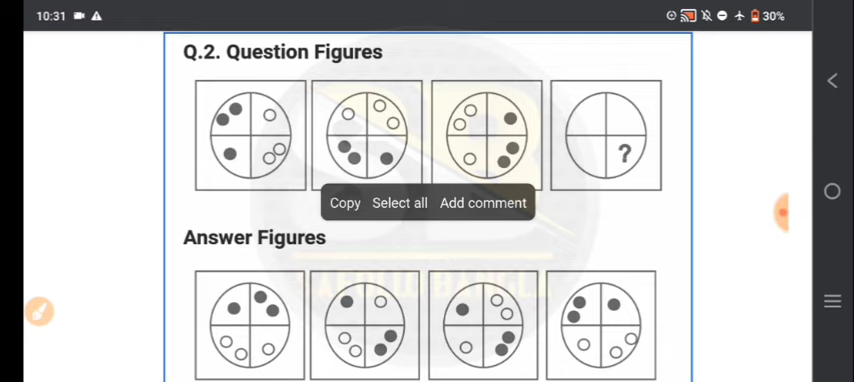 10:31
30%
Q.2. Question Figures
?
Copy Select all Add comment
Answer Figures